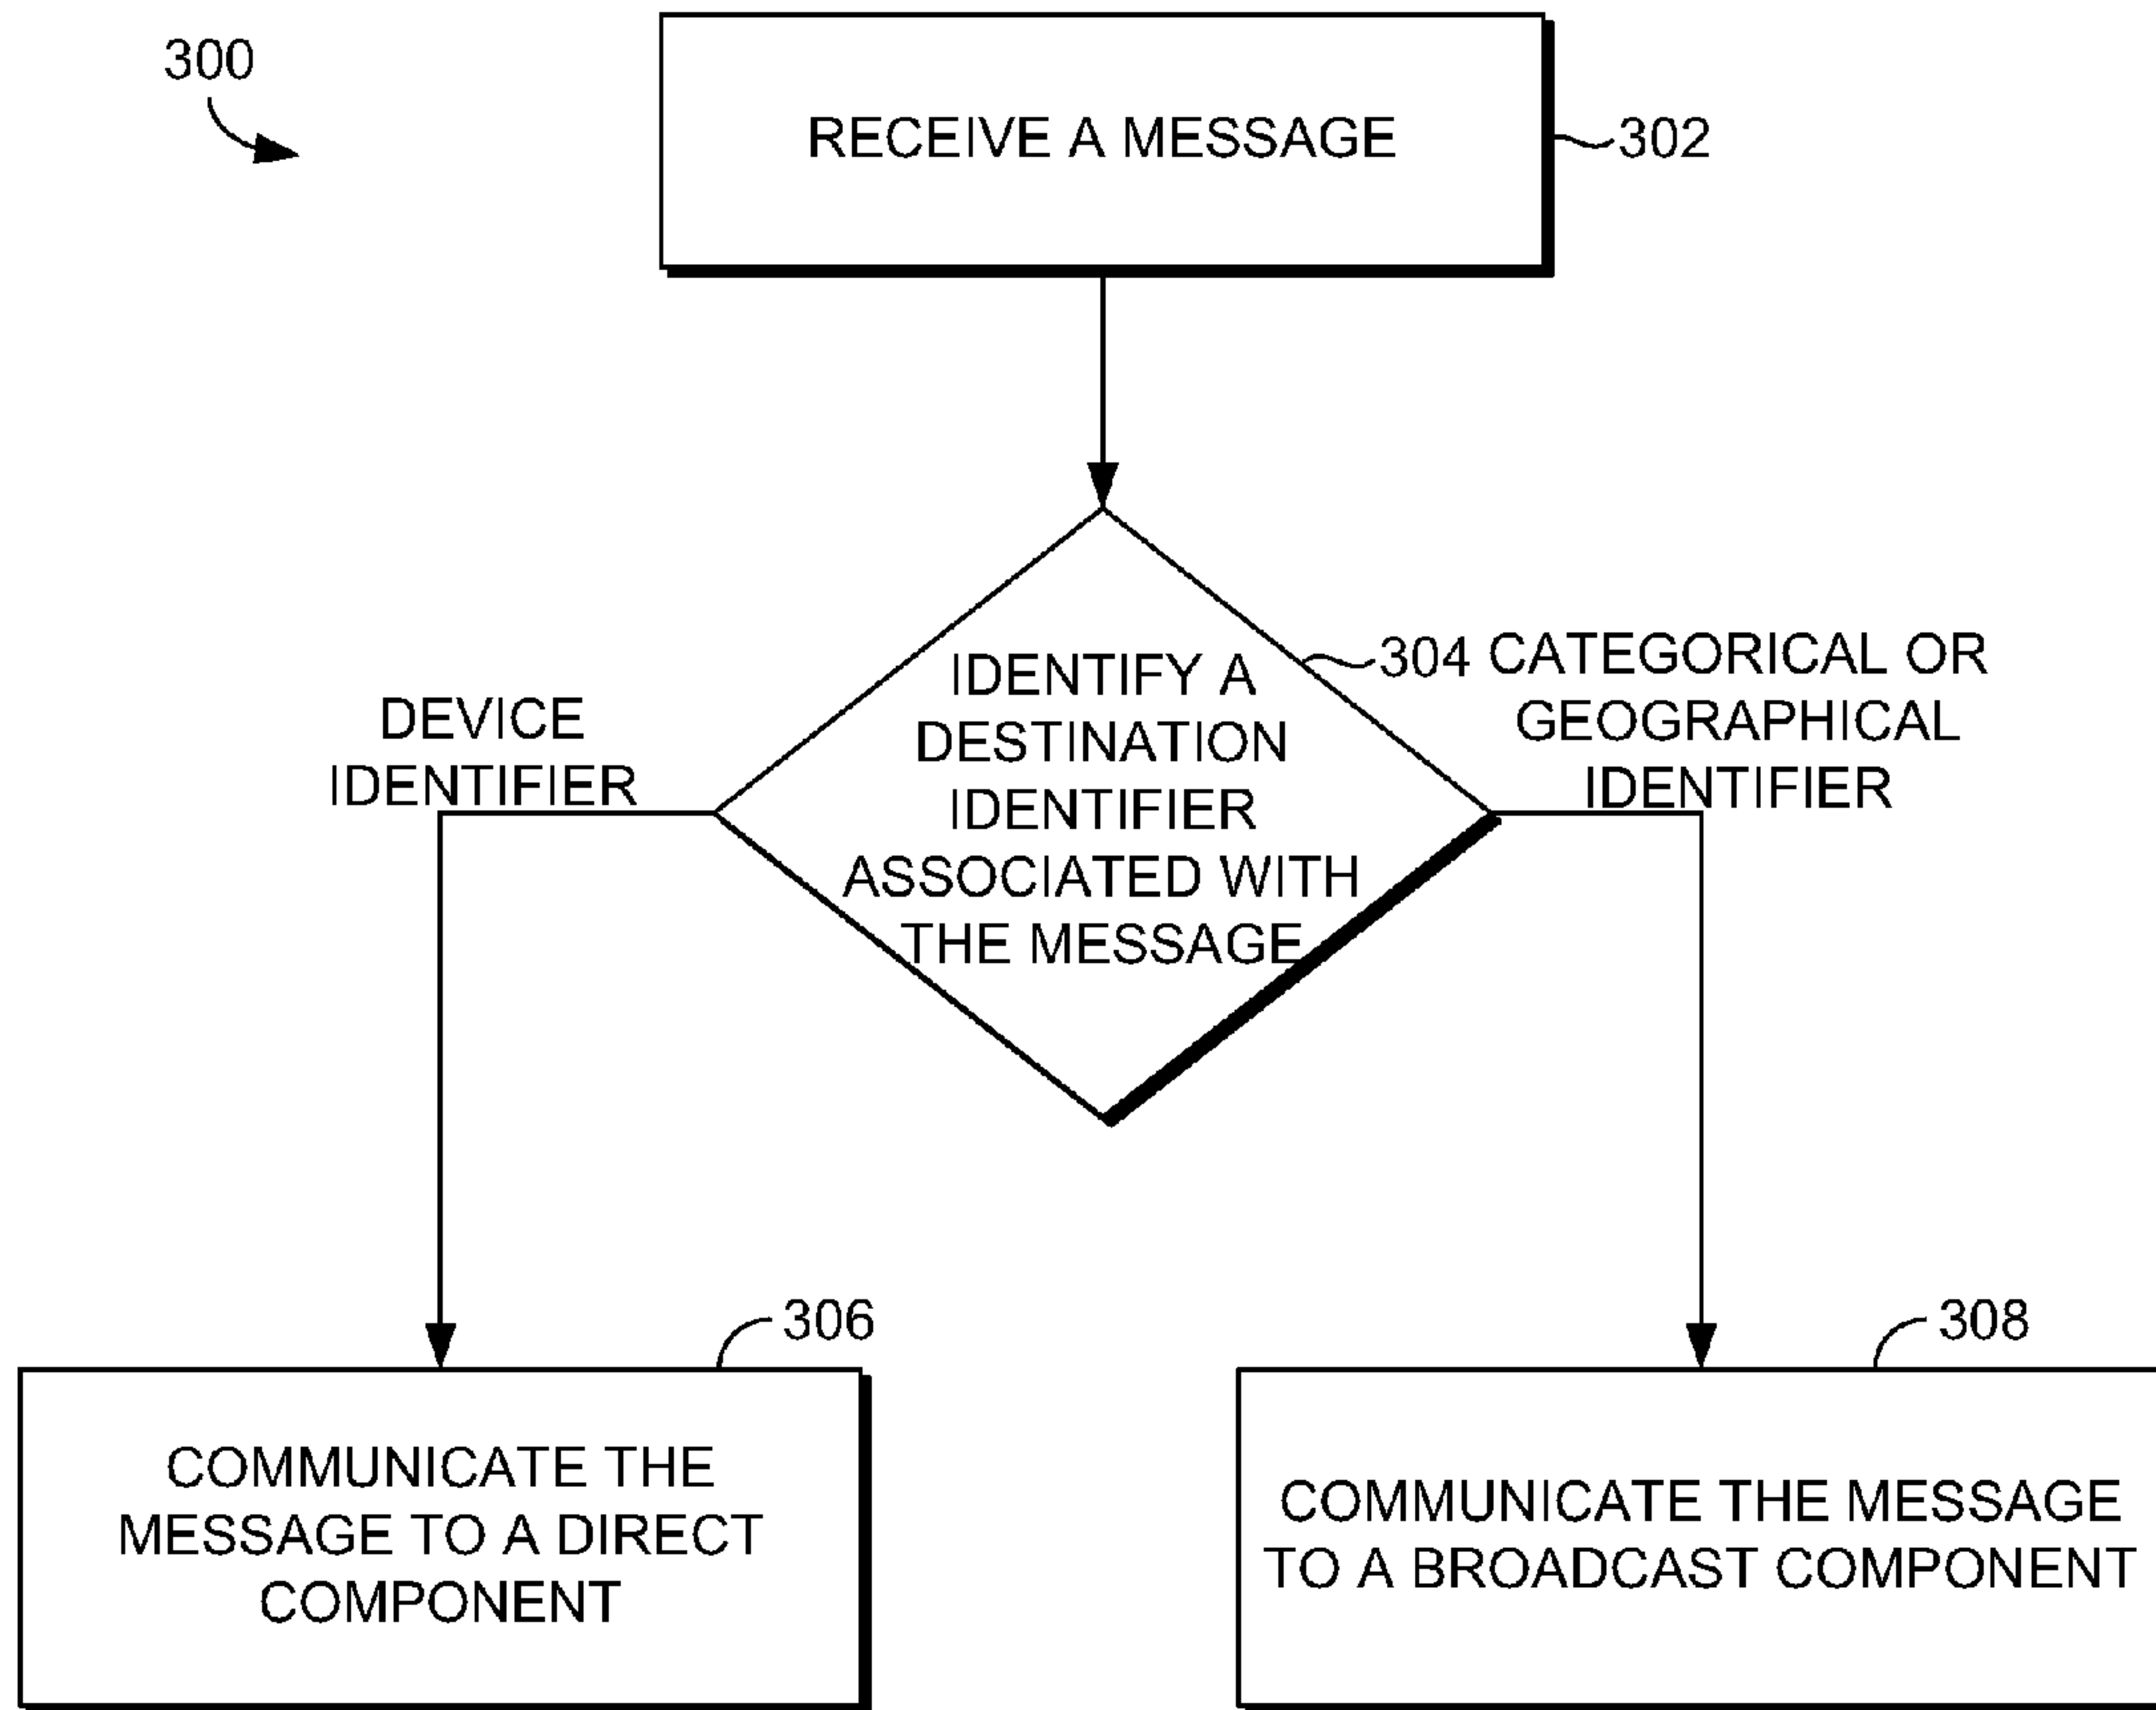 300
RECEIVE A MESSAGE
302
IDENTIFY A
DESTINATION
IDENTIFIER
ASSOCIATED WITH
THE MESSAGE
304
CATEGORICAL OR
GEOGRAPHICAL
IDENTIFIER
DEVICE
IDENTIFIER
306
COMMUNICATE THE
MESSAGE TO A DIRECT
COMPONENT
308
COMMUNICATE THE MESSAGE
TO A BROADCAST COMPONENT